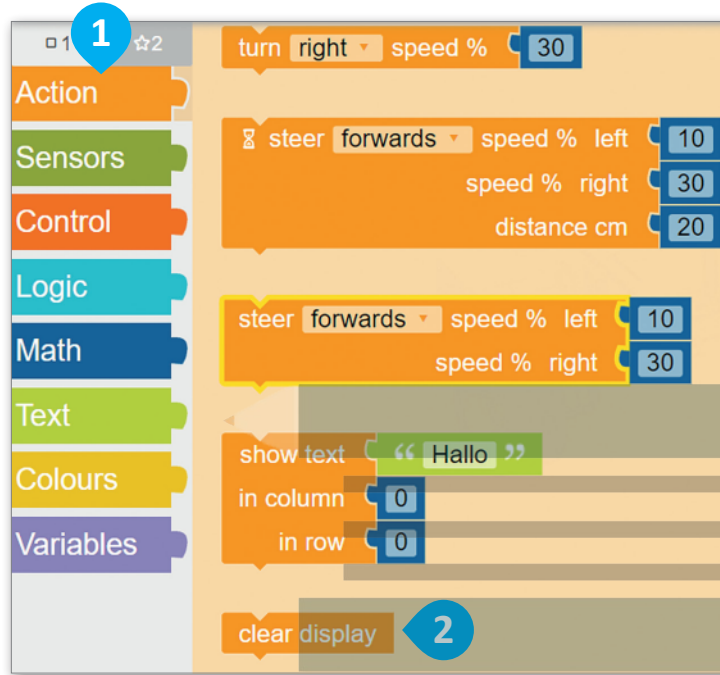 1
1 2
Action
Sensors
Control
Logic
Math
Text
Colours
Variables
turn right speed % 30
steer forwards speed % left 10
speed % right 30
distance cm 20
steer forwards speed % left 10
speed % right 30
show text “ Hallo ”
in column 0
in row 0
clear display 2